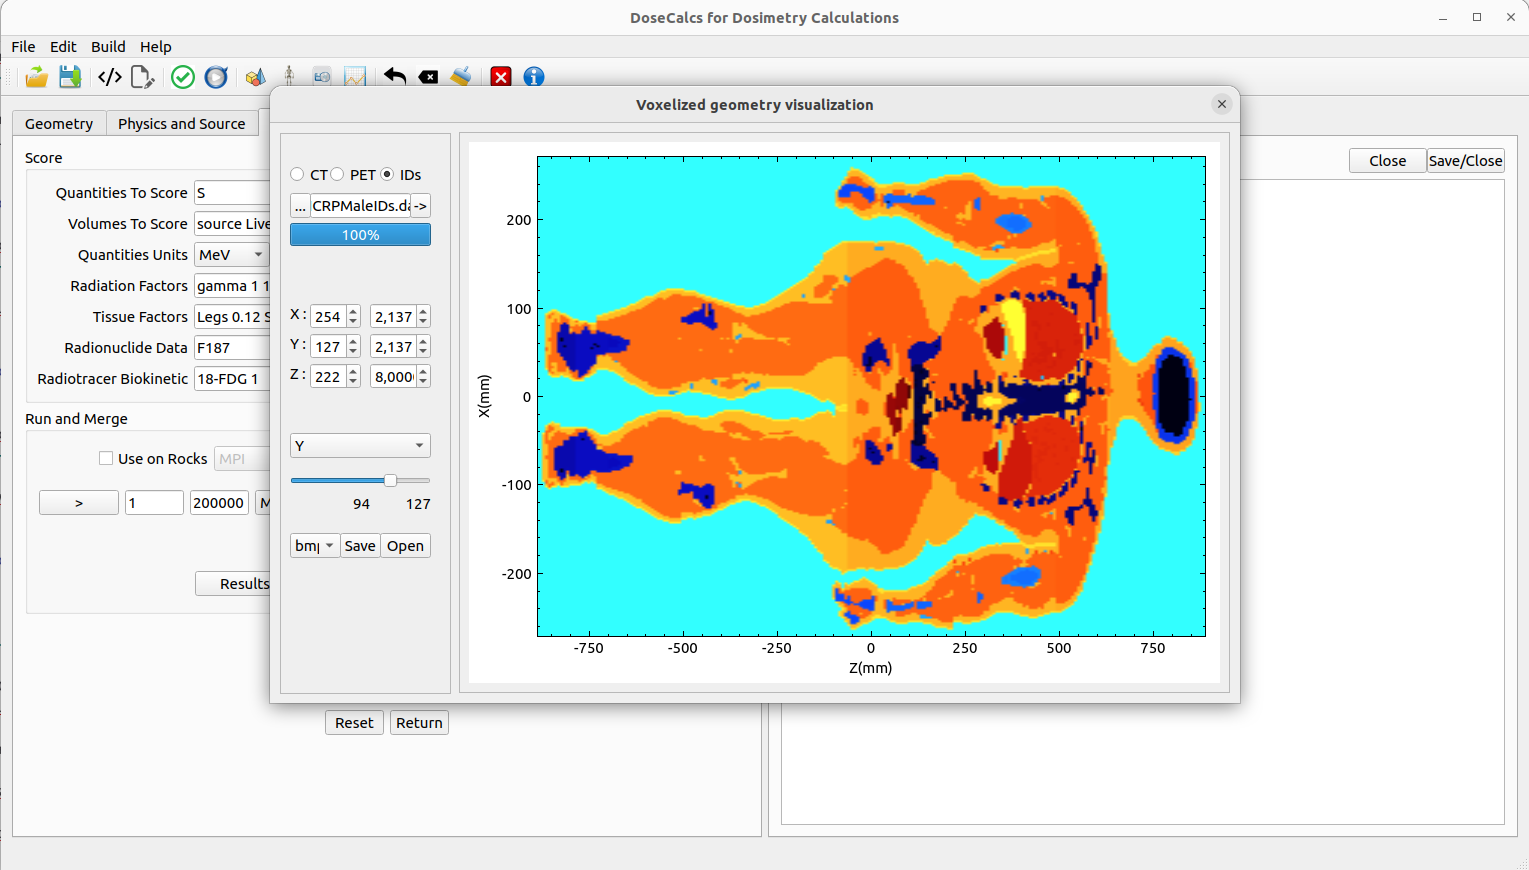 DoseCalcs for Dosimetry Calculations
File Edit Build Help
Voxelized geometry visualization
Geometry
Physics and Source
Close
Save/Close
Score
Quantities To Score S
Volumes To Score source Live
Quantities Units MeV
Radiation Factors gamma 1 1
Tissue Factors Legs 0.12 S
Radionuclide Data F187
Radiotracer Biokinetic 18-FDG 1
Run and Merge
Use on Rocks MPI
> 1 200000 M
Results
Reset Return
CT PET IDs
... CRPMaleIDs.da ->
100%
X : 254 2,137
Y : 127 2,137
Z : 222 8,000
Y
94 127
bmp Save Open
X(mm)
200
100
0
-100
-200
-750 -500 -250 0 250 500 750
Z(mm)